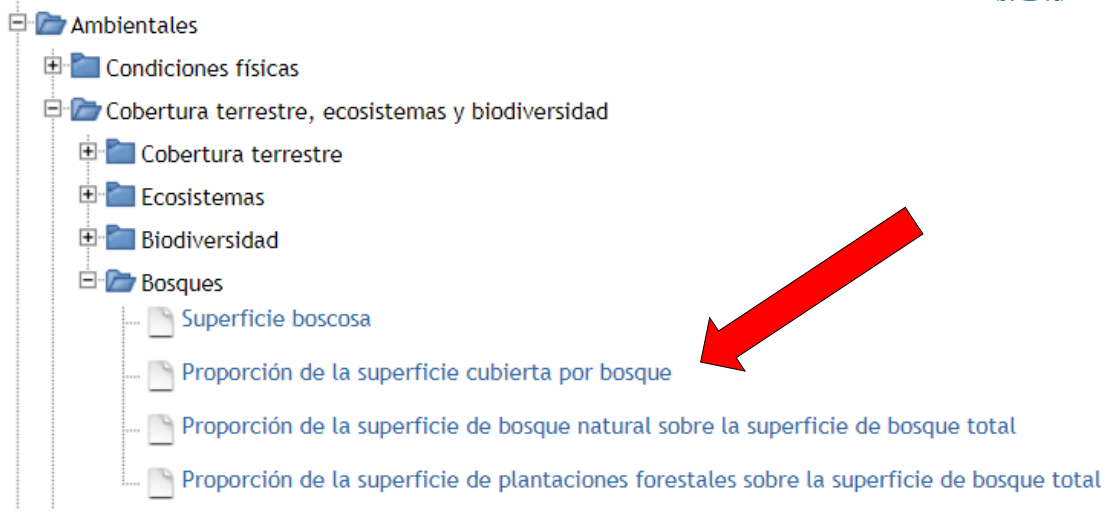 Ambientales
Condiciones físicas
Cobertura terrestre, ecosistemas y biodiversidad
Cobertura terrestre
Ecosistemas
Biodiversidad
Bosques
Superficie boscosa
Proporción de la superficie cubierta por bosque
Proporción de la superficie de bosque natural sobre la superficie de bosque total
Proporción de la superficie de plantaciones forestales sobre la superficie de bosque total